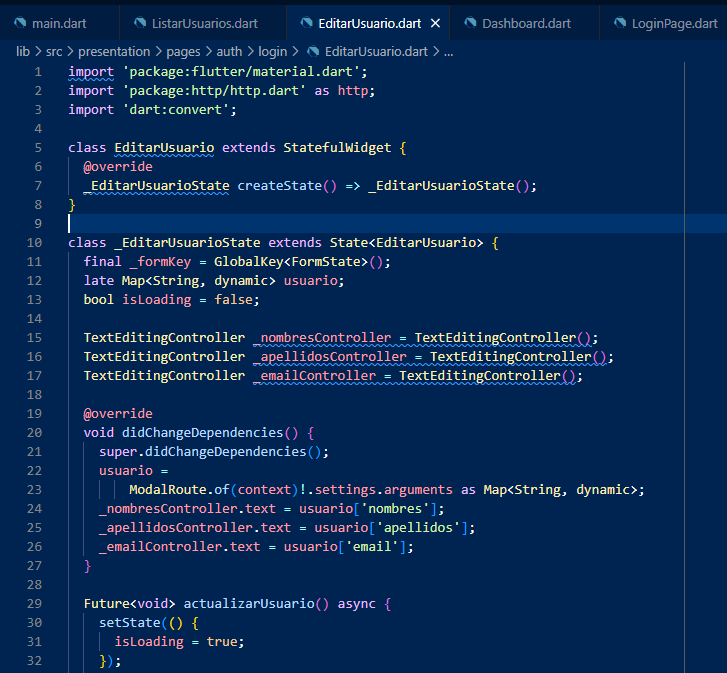 main.dart ListarUsuarios.dart EditarUsuario.dart Dashboard.dart LoginPage.dart
lib > src > presentation > pages > auth > login > EditarUsuario.dart > ...
1 import 'package:flutter/material.dart';
2 import 'package:http/http.dart' as http;
3 import 'dart:convert';
4
5 class EditarUsuario extends StatefulWidget {
6   @override
7   _EditarUsuarioState createState() => _EditarUsuarioState();
8 }
9
10 class _EditarUsuarioState extends State<EditarUsuario> {
11   final _formKey = GlobalKey<FormState>();
12   late Map<String, dynamic> usuario;
13   bool isLoading = false;
14
15   TextEditingController _nombresController = TextEditingController();
16   TextEditingController _apellidosController = TextEditingController();
17   TextEditingController _emailController = TextEditingController();
18
19   @override
20   void didChangeDependencies() {
21     super.didChangeDependencies();
22     usuario =
23         ModalRoute.of(context)!.settings.arguments as Map<String, dynamic>;
24     _nombresController.text = usuario['nombres'];
25     _apellidosController.text = usuario['apellidos'];
26     _emailController.text = usuario['email'];
27   }
28
29   Future<void> actualizarUsuario() async {
30     setState(() {
31       isLoading = true;
32     });